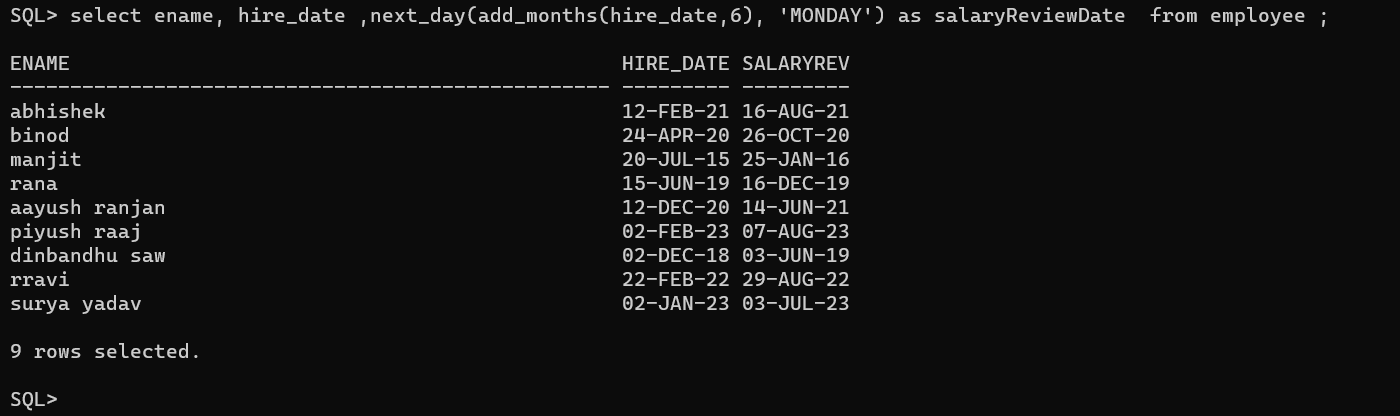 SQL> select ename, hire_date ,next_day(add_months(hire_date,6), 'MONDAY') as salaryReviewDate  from employee ;
ENAME                                              HIRE_DATE SALARYREV
-------------------------------------------------- --------- ---------
abhishek                                           12-FEB-21 16-AUG-21
binod                                              24-APR-20 26-OCT-20
manjit                                             20-JUL-15 25-JAN-16
rana                                               15-JUN-19 16-DEC-19
aayush ranjan                                      12-DEC-20 14-JUN-21
piyush raaj                                        02-FEB-23 07-AUG-23
dinbandhu saw                                      02-DEC-18 03-JUN-19
rravi                                              22-FEB-22 29-AUG-22
surya yadav                                        02-JAN-23 03-JUL-23
9 rows selected.
SQL>